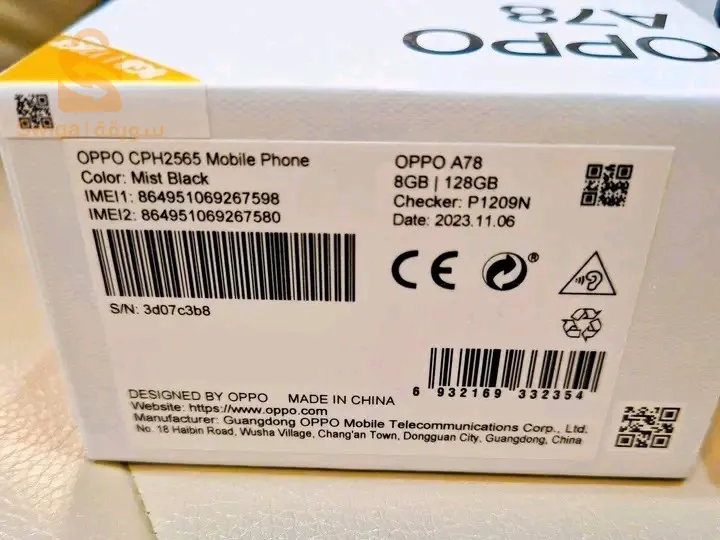 OPPO
A78
سورقة
OPPO CPH2565 Mobile Phone
Color: Mist Black
IMEI1: 864951069267598
IMEI2: 864951069267580
S/N: 3d07c3b8
OPPO A78
8GB | 128GB
Checker: P1209N
Date: 2023.11.06
CE
®
6 932169 332354
DESIGNED BY OPPO MADE IN CHINA
Website: https://www.oppo.com
Manufacturer: Guangdong OPPO Mobile Telecommunications Corp., Ltd.
No. 18 Haibin Road, Wusha Village, Chang'an Town, Dongguan City, Guangdong, China